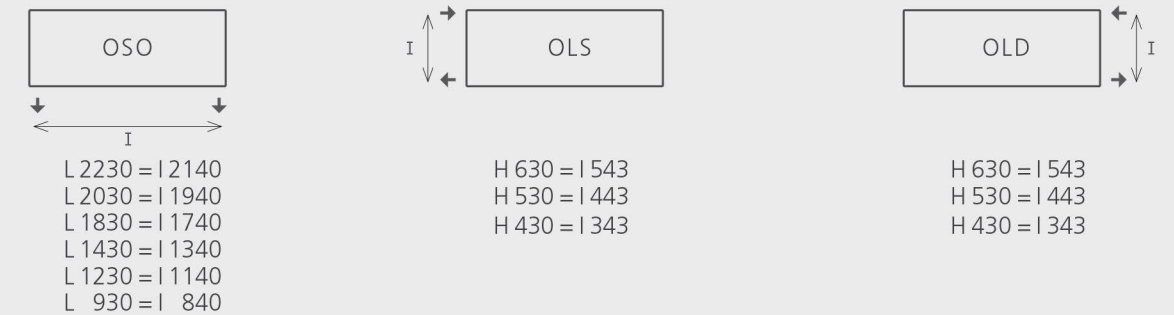 OSO
I
L 2230 = I 2140
L 2030 = I 1940
L 1830 = I 1740
L 1430 = I 1340
L 1230 = I 1140
L 930 = I 840
OLS
I
H 630 = I 543
H 530 = I 443
H 430 = I 343
OLD
I
H 630 = I 543
H 530 = I 443
H 430 = I 343